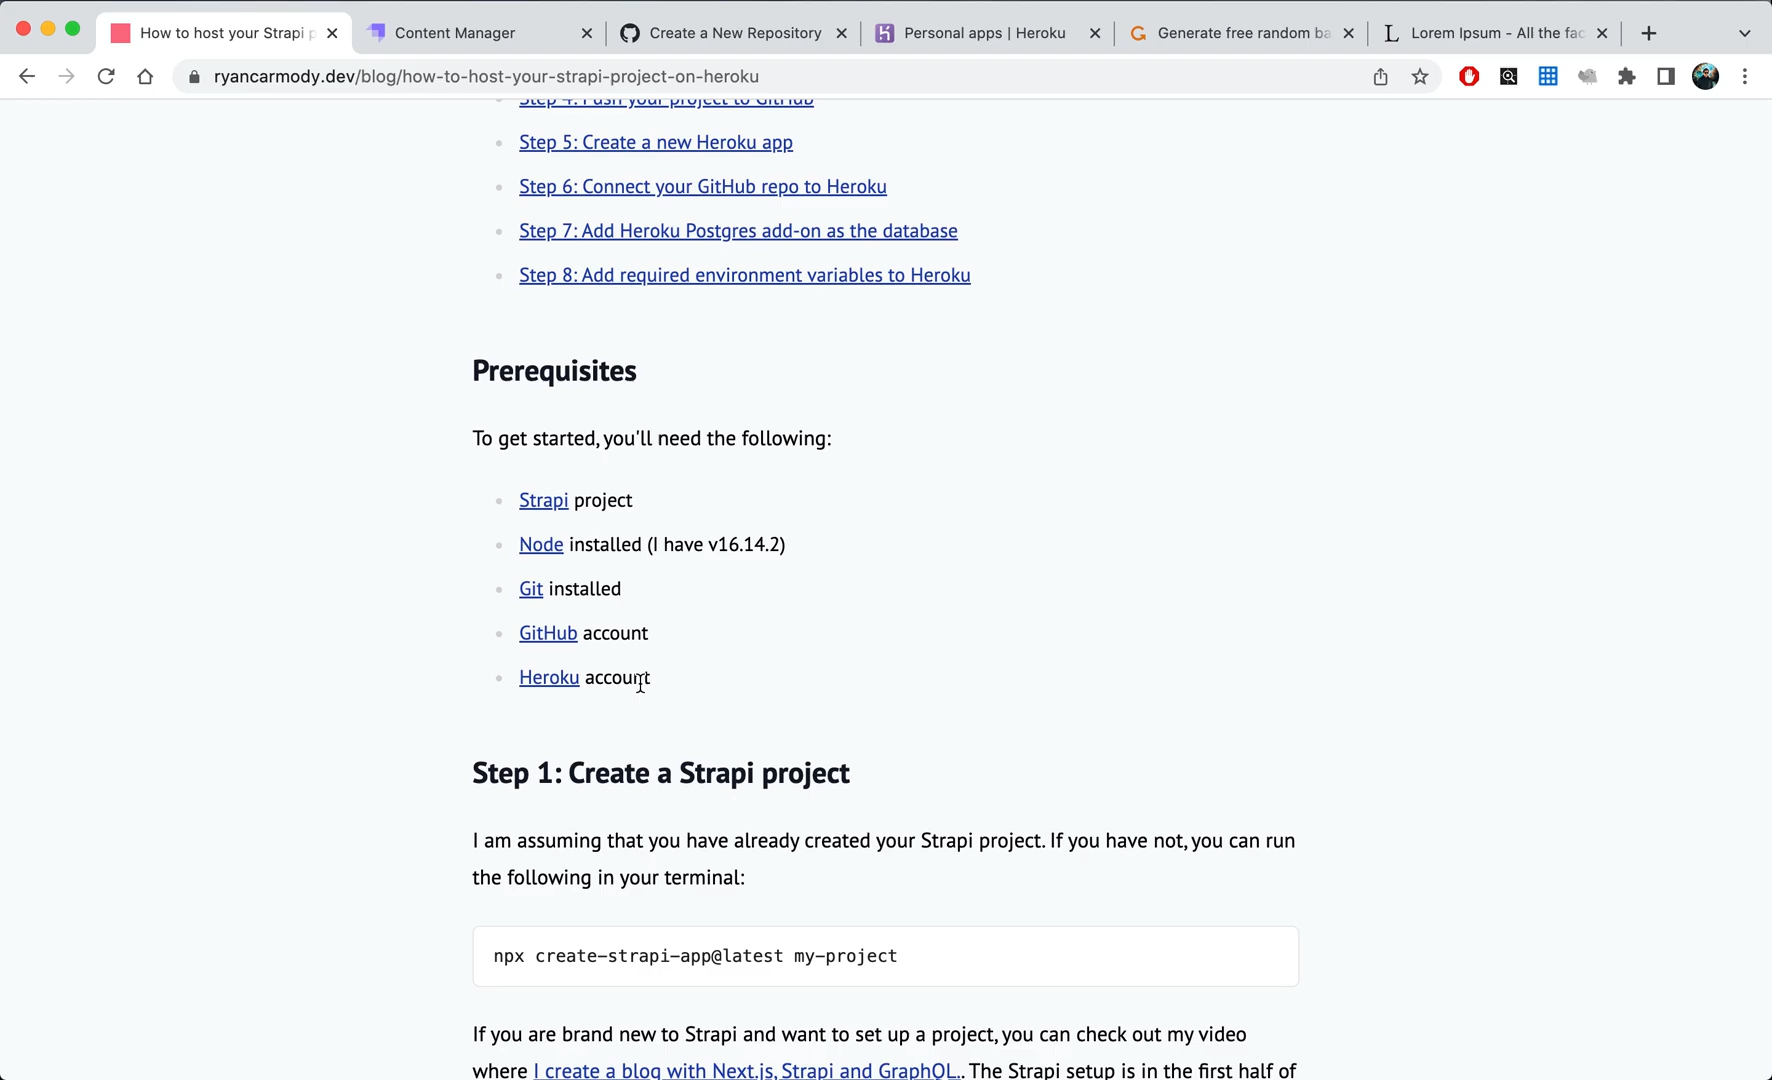 How to host your Strapi p
Content Manager
Create a New Repository
Personal apps | Heroku
Generate free random ba
Lorem Ipsum - All the fac
ryancarmody.dev/blog/how-to-host-your-strapi-project-on-heroku
Step 4: Push your project to GitHub
Step 5: Create a new Heroku app
Step 6: Connect your GitHub repo to Heroku
Step 7: Add Heroku Postgres add-on as the database
Step 8: Add required environment variables to Heroku
Prerequisites
To get started, you'll need the following:
Strapi project
Node installed (I have v16.14.2)
Git installed
GitHub account
Heroku account
Step 1: Create a Strapi project
I am assuming that you have already created your Strapi project. If you have not, you can run
the following in your terminal:
npx create-strapi-app@latest my-project
If you are brand new to Strapi and want to set up a project, you can check out my video
where I create a blog with Next.js, Strapi and GraphQL.. The Strapi setup is in the first half of